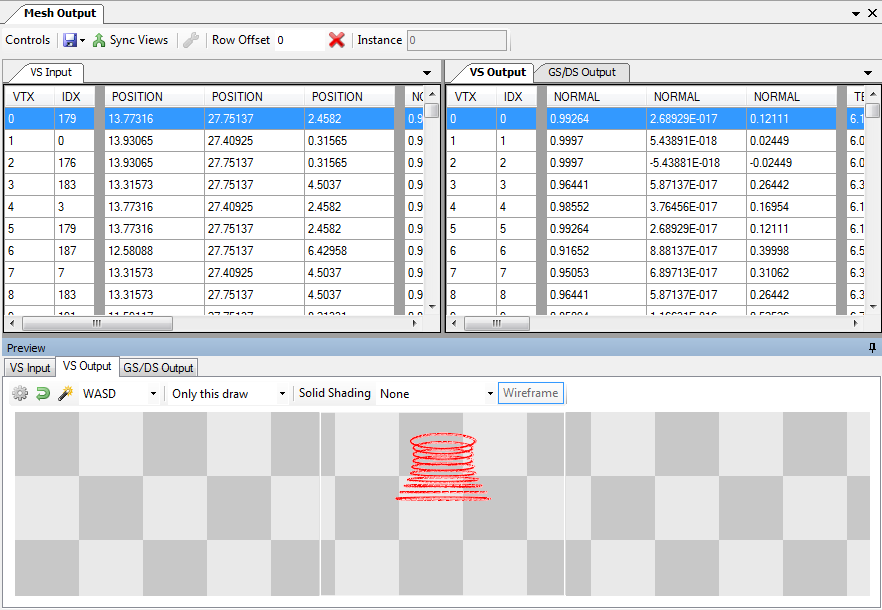 Mesh Output
Controls Sync Views Row Offset 0 Instance 0
VS Input
VTX IDX POSITION POSITION POSITION
0 179 13.77316 27.75137 2.4582 0.9
1 0 13.93065 27.40925 0.31565 0.9
2 176 13.93065 27.75137 0.31565 0.9
3 183 13.31573 27.75137 4.5037 0.9
4 3 13.77316 27.40925 2.4582 0.9
5 179 13.77316 27.75137 2.4582 0.9
6 187 12.58088 27.75137 6.42958 0.9
7 7 13.31573 27.40925 4.5037 0.9
8 183 13.31573 27.75137 4.5037 0.9
VS Output GS/DS Output
VTX IDX NORMAL NORMAL NORMAL TE
0 0 0.99264 2.68929E-017 0.12111 6.1
1 1 0.9997 5.43891E-018 0.02449 6.0
2 2 0.9997 -5.43881E-018 -0.02449 6.0
3 3 0.96441 5.87137E-017 0.26442 6.3
4 4 0.98552 3.76456E-017 0.16954 6.1
5 5 0.99264 2.68929E-017 0.12111 6.1
6 6 0.91652 8.88137E-017 0.39998 6.5
7 7 0.95053 6.89713E-017 0.31062 6.3
8 8 0.96441 5.87137E-017 0.26442 6.3
Preview
VS Input VS Output GS/DS Output
WASD Only this draw Solid Shading None Wireframe